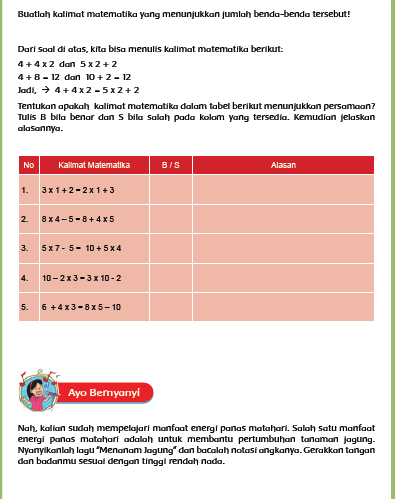 Buatlah kalimat matematika yang menunjukkan jumlah benda-benda tersebut!
Dari soal di atas, kita bisa menulis kalimat matematika berikut:
4 + 4 x 2 dan 5 x 2 + 2
4 + 8 = 12 dan 10 + 2 = 12
Jadi, → 4 + 4 x 2 = 5 x 2 + 2
Tentukan apakah kalimat matematika dalam tabel berikut menunjukkan persamaan?
Tulis B bila benar dan S bila salah pada kolom yang tersedia. Kemudian jelaskan
alasannya.
No Kalimat Matematika B / S Alasan
1. 3 x 1 + 2 = 2 x 1 + 3
2. 8 x 4 – 5 = 8 + 4 x 5
3. 5 x 7 - 5 = 10 + 5 x 4
4. 10 – 2 x 3 = 3 x 10 - 2
5. 6 + 4 x 3 = 8 x 5 – 10
Ayo Bernyanyi
Nah, kalian sudah mempelajari manfaat energi panas matahari. Salah satu manfaat
energi panas matahari adalah untuk membantu pertumbuhan tanaman jagung.
Nyanyikanlah lagu "Menanam Jagung" dan bacalah notasi angkanya. Gerakkan tangan
dan badanmu sesuai dengan tinggi rendah nada.